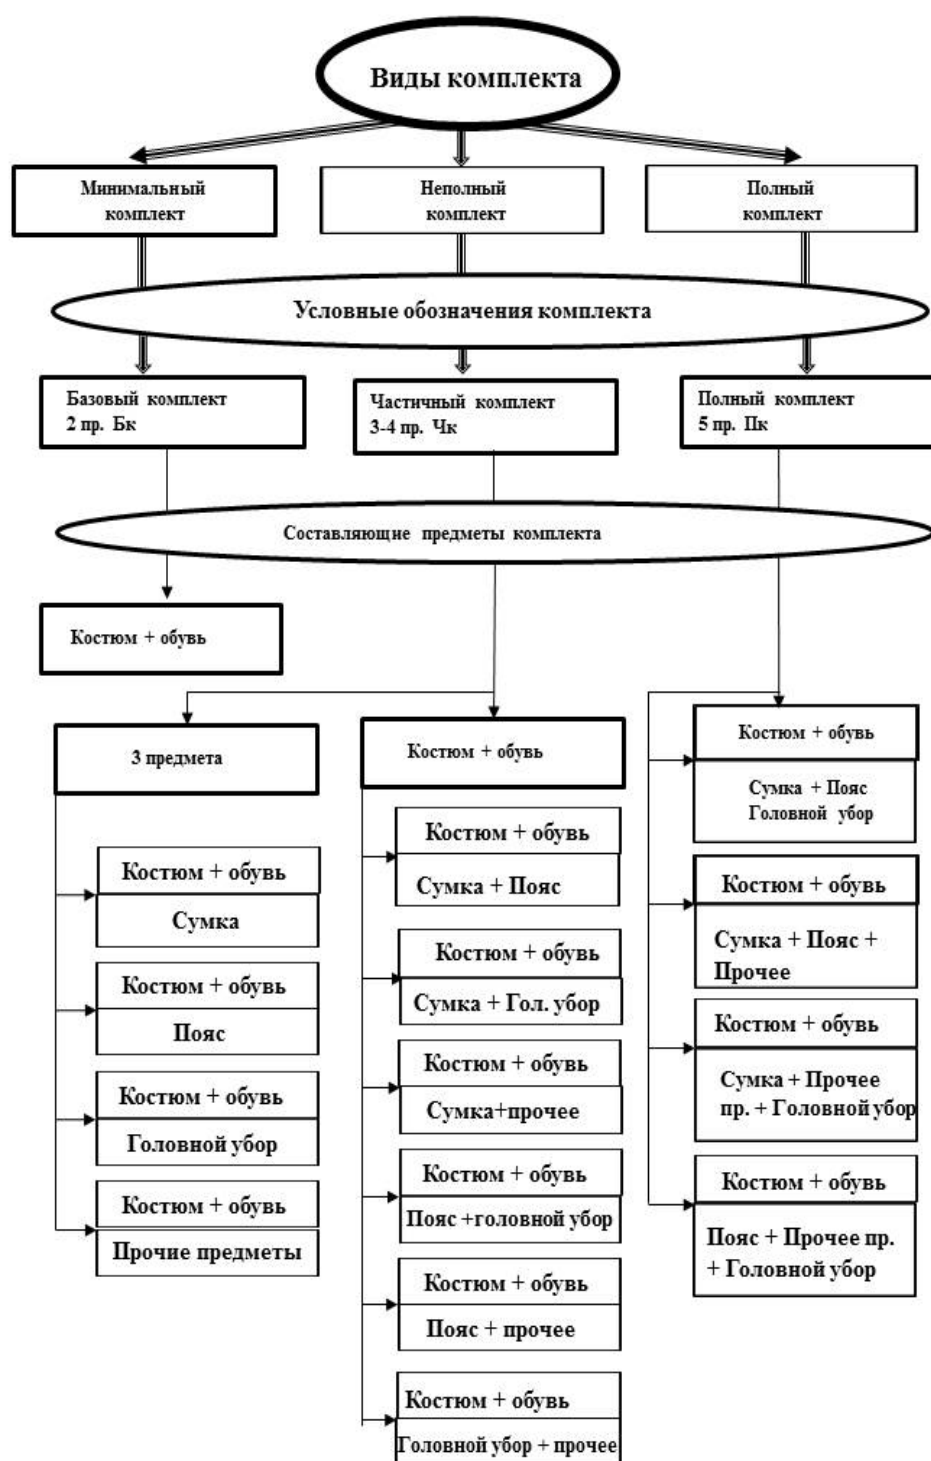 Виды комплекта
Минимальный
комплект
Неполный
комплект
Полный
комплект
Условные обозначения комплекта
Базовый комплект
2 пр. Бк
Частичный комплект
3-4 пр. Чк
Полный комплект
5 пр. Пк
Составляющие предметы комплекта
Костюм + обувь
3 предмета
Костюм + обувь
Сумка
Костюм + обувь
Пояс
Костюм + обувь
Головной убор
Костюм + обувь
Прочие предметы
Костюм + обувь
Костюм + обувь
Сумка + Пояс
Костюм + обувь
Сумка + Гол. убор
Костюм + обувь
Сумка+прочее
Костюм + обувь
Пояс +головной убор
Костюм + обувь
Пояс + прочее
Костюм + обувь
Головной убор + прочее
Костюм + обувь
Сумка + Пояс
Головной убор
Костюм + обувь
Сумка + Пояс +
Прочее
Костюм + обувь
Сумка + Прочее
пр. + Головной убор
Костюм + обувь
Пояс + Прочее пр.
+ Головной убор